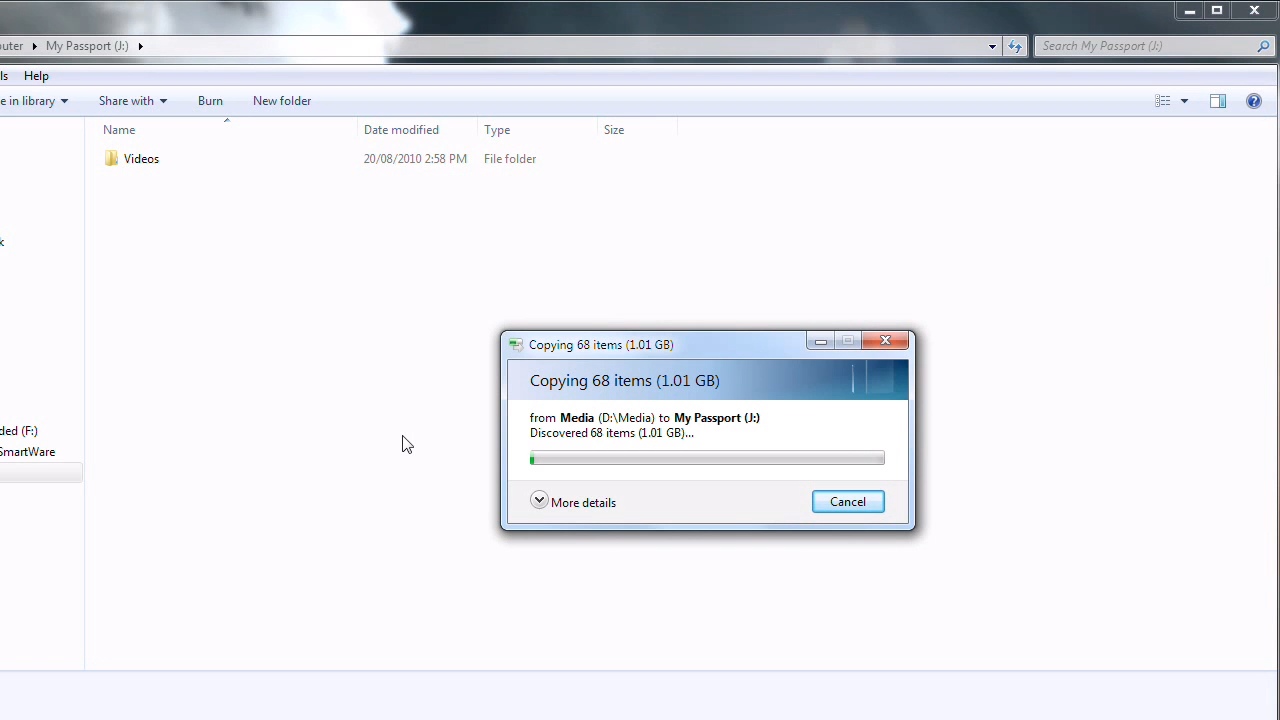 uter ▸ My Passport (J:) ▸
Search My Passport (J:)
ls Help
e in library Share with Burn New folder
Name Date modified Type Size
Videos 20/08/2010 2:58 PM File folder
k
ded (F:)
SmartWare
Copying 68 items (1.01 GB)
Copying 68 items (1.01 GB)
from Media (D:\Media) to My Passport (J:)
Discovered 68 items (1.01 GB)...
More details
Cancel